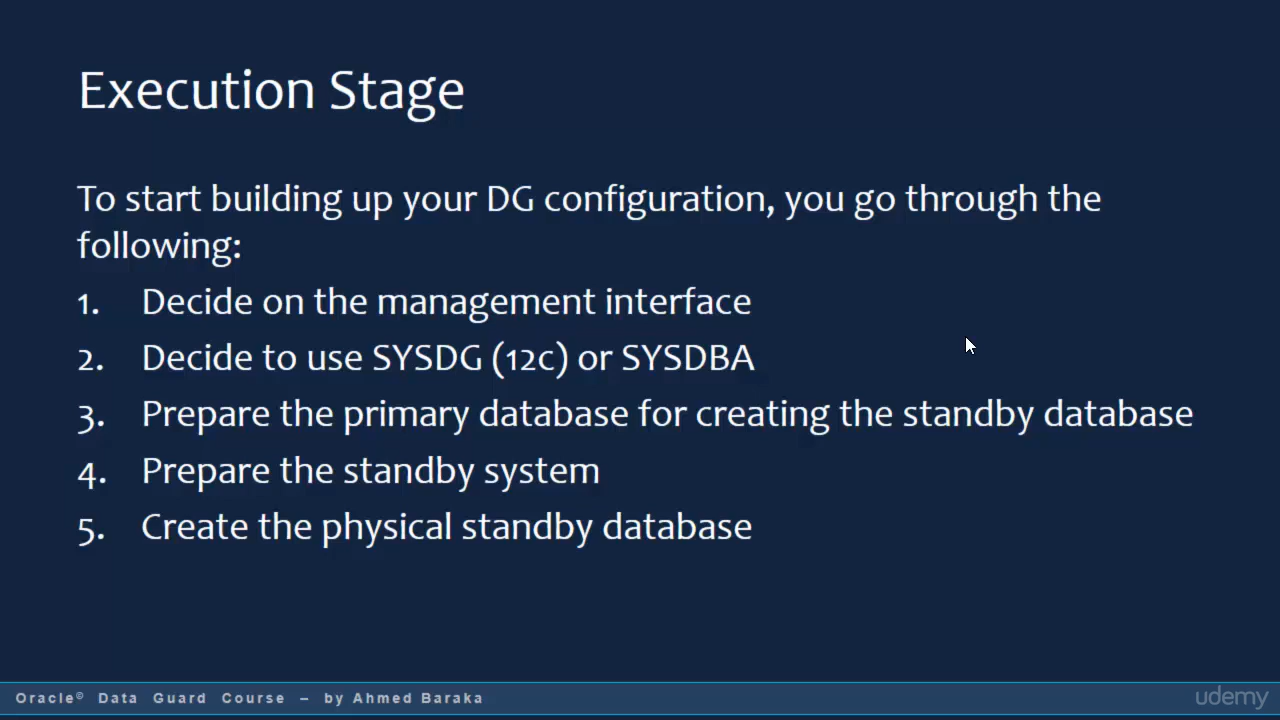 Execution Stage
To start building up your DG configuration, you go through the
following:
1. Decide on the management interface
2. Decide to use SYSDG (12c) or SYSDBA
3. Prepare the primary database for creating the standby database
4. Prepare the standby system
5. Create the physical standby database
Oracle© Data Guard Course – by Ahmed Baraka
udemy